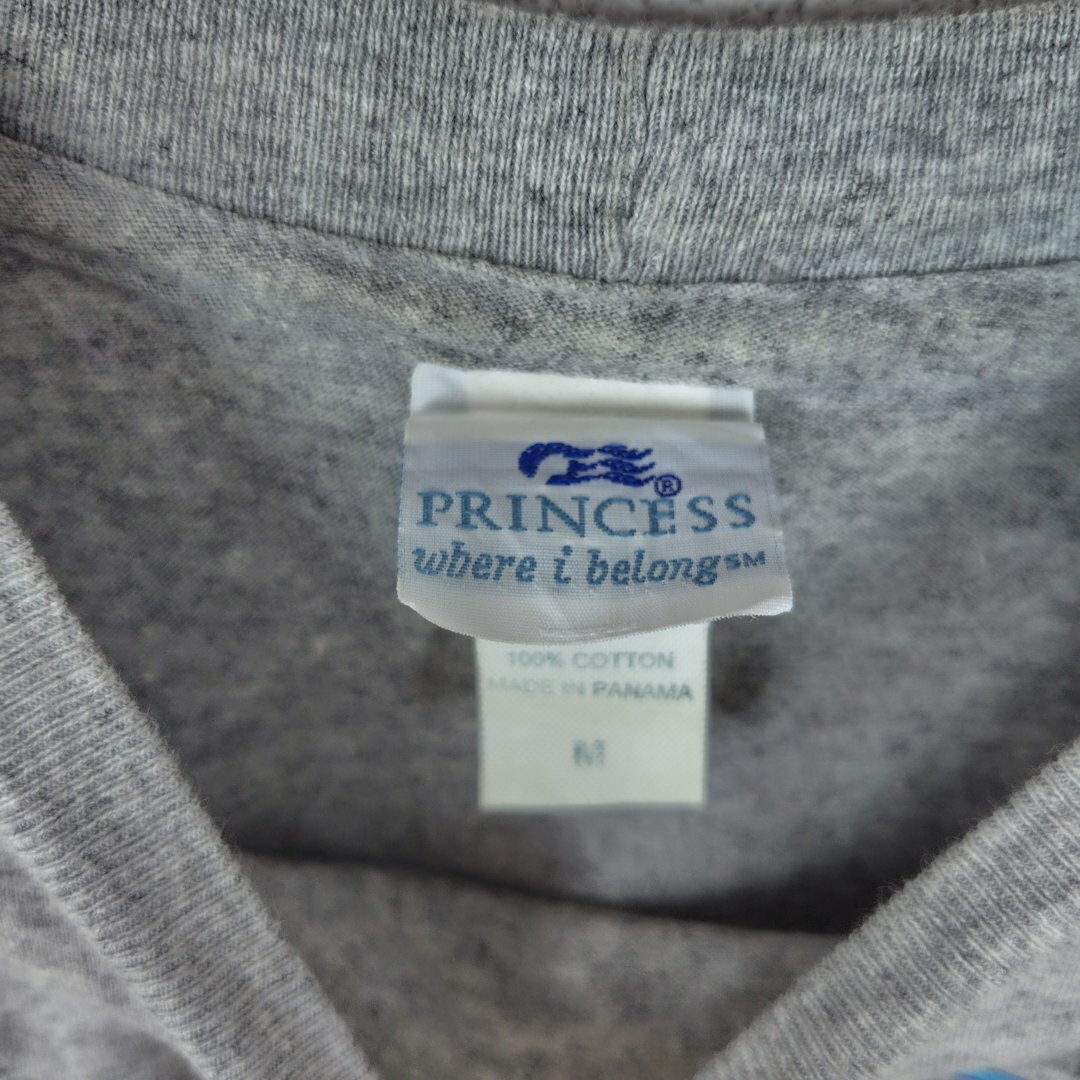 PRINCESS®
where i belong℠
100% COTTON
MADE IN PANAMA
M